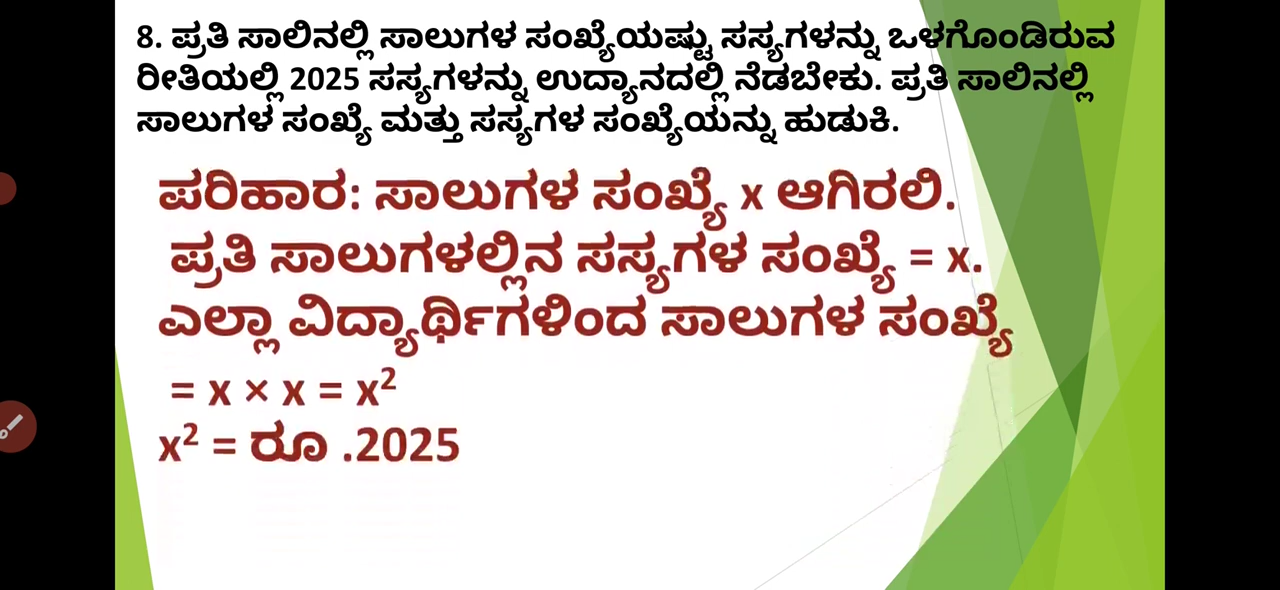 8. ಪ್ರತಿ ಸಾಲಿನಲ್ಲಿ ಸಾಲುಗಳ ಸಂಖ್ಯೆಯಷ್ಟು ಸಸ್ಯಗಳನ್ನು ಒಳಗೊಂಡಿರುವ
ರೀತಿಯಲ್ಲಿ 2025 ಸಸ್ಯಗಳನ್ನು ಉದ್ಯಾನದಲ್ಲಿ ನೆಡಬೇಕು. ಪ್ರತಿ ಸಾಲಿನಲ್ಲಿ
ಸಾಲುಗಳ ಸಂಖ್ಯೆ ಮತ್ತು ಸಸ್ಯಗಳ ಸಂಖ್ಯೆಯನ್ನು ಹುಡುಕಿ.
ಪರಿಹಾರ: ಸಾಲುಗಳ ಸಂಖ್ಯೆ x ಆಗಿರಲಿ.
ಪ್ರತಿ ಸಾಲುಗಳಲ್ಲಿನ ಸಸ್ಯಗಳ ಸಂಖ್ಯೆ = x.
ಎಲ್ಲಾ ವಿದ್ಯಾರ್ಥಿಗಳಿಂದ ಸಾಲುಗಳ ಸಂಖ್ಯೆ
= x × x = x²
x² = ರೂ .2025